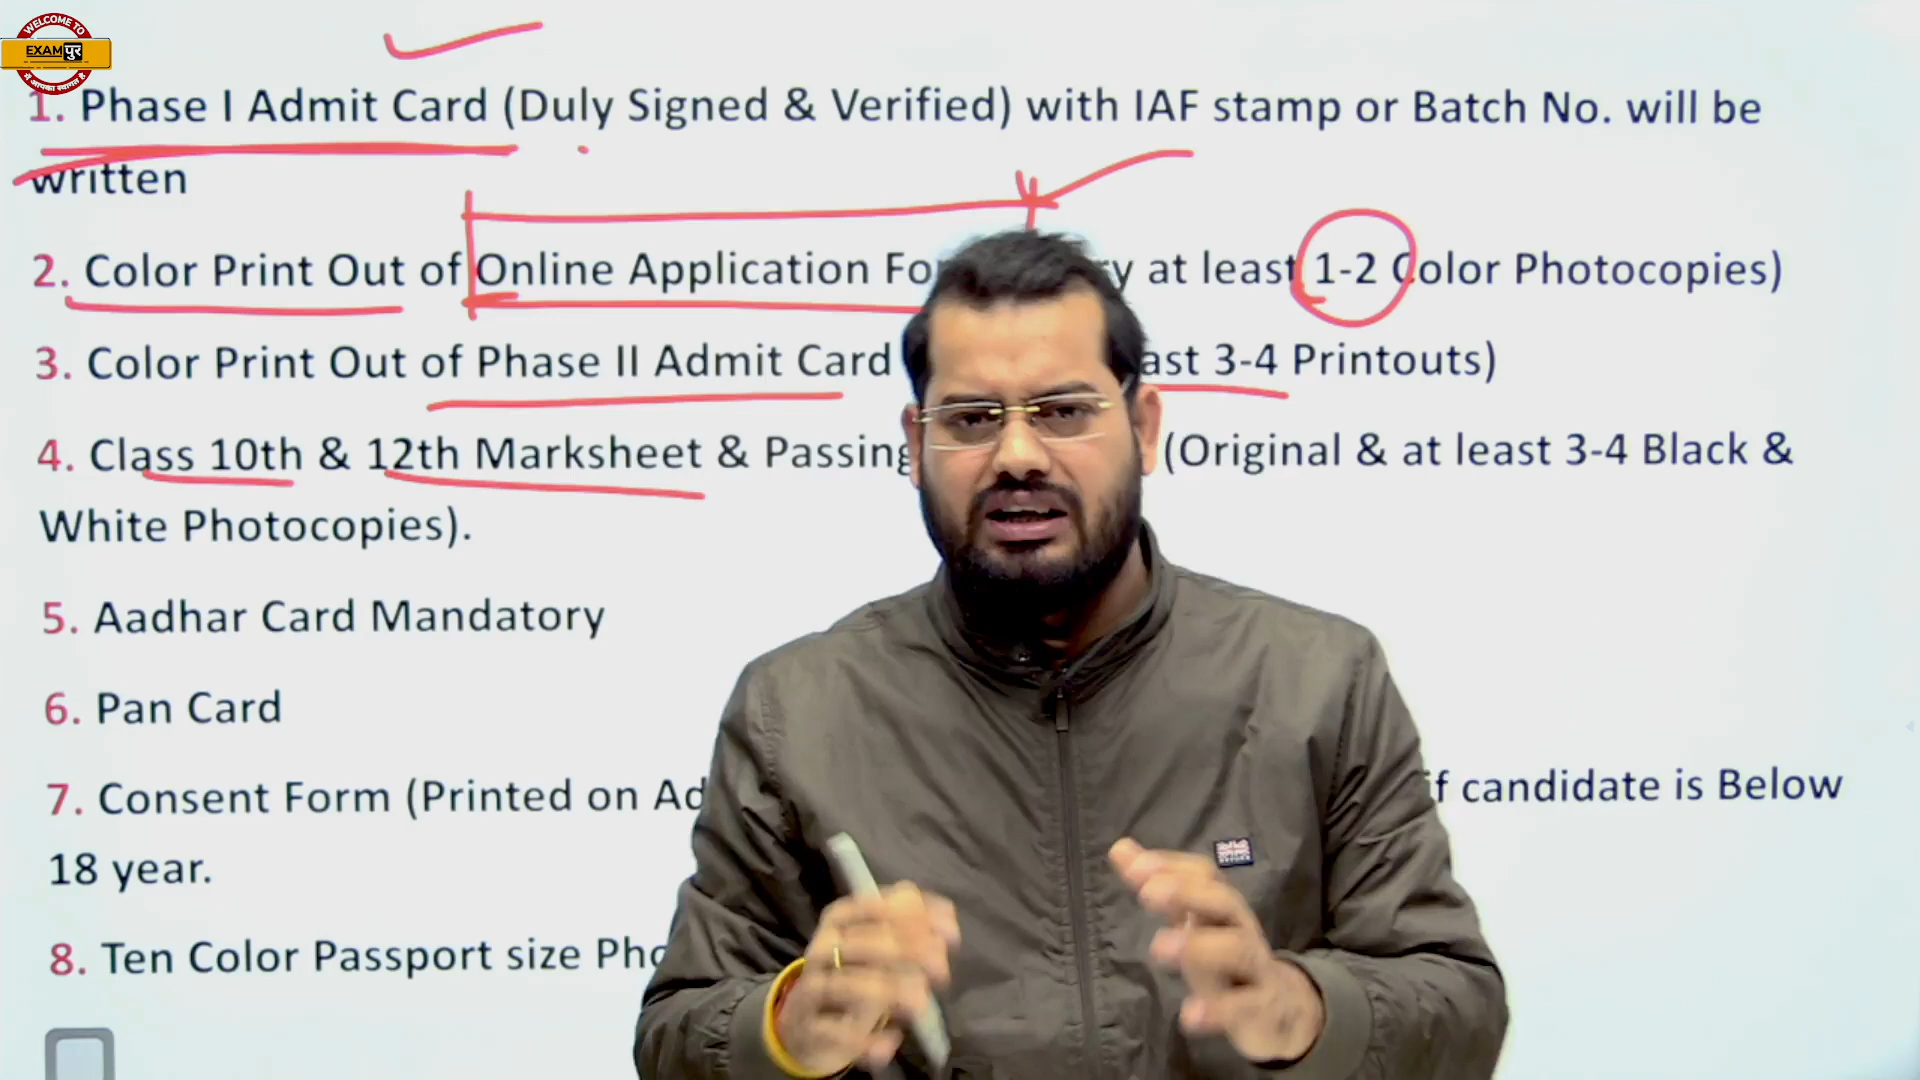 WELCOME TO
EXAMपुर
में आपका स्वागत है
1. Phase I Admit Card (Duly Signed & Verified) with IAF stamp or Batch No. will be
written
2. Color Print Out of Online Application Fo y at least 1-2 Color Photocopies)
3. Color Print Out of Phase II Admit Card ast 3-4 Printouts)
4. Class 10th & 12th Marksheet & Passing (Original & at least 3-4 Black &
White Photocopies).
5. Aadhar Card Mandatory
6. Pan Card
7. Consent Form (Printed on Ad if candidate is Below
18 year.
8. Ten Color Passport size Pho